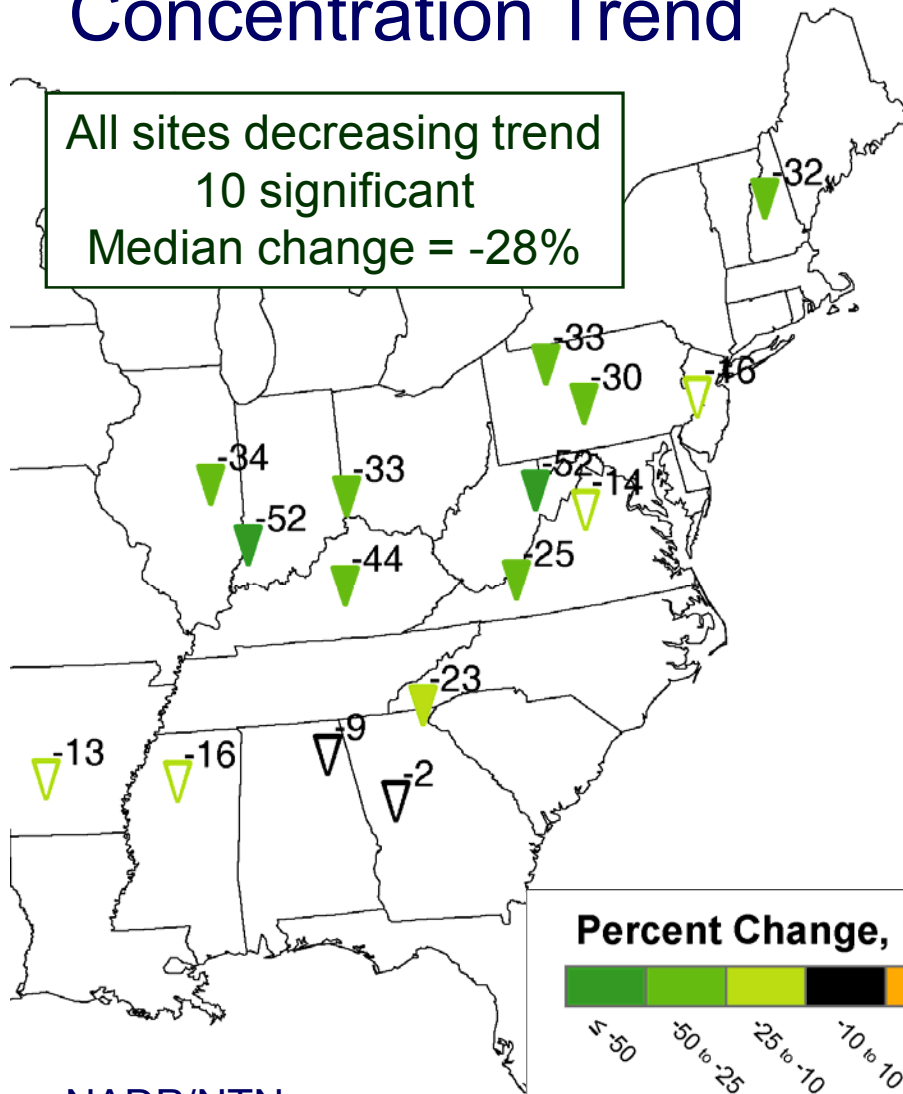 Concentration Trend
All sites decreasing trend
10 significant
Median change = -28%
-32
-33
-30
-16
-34
-33
-52
-14
-52
-44
-25
-23
-9
-13
-16
-2
Percent Change,
≤ -50
-50 to -25
-25 to -10
-10 to 10